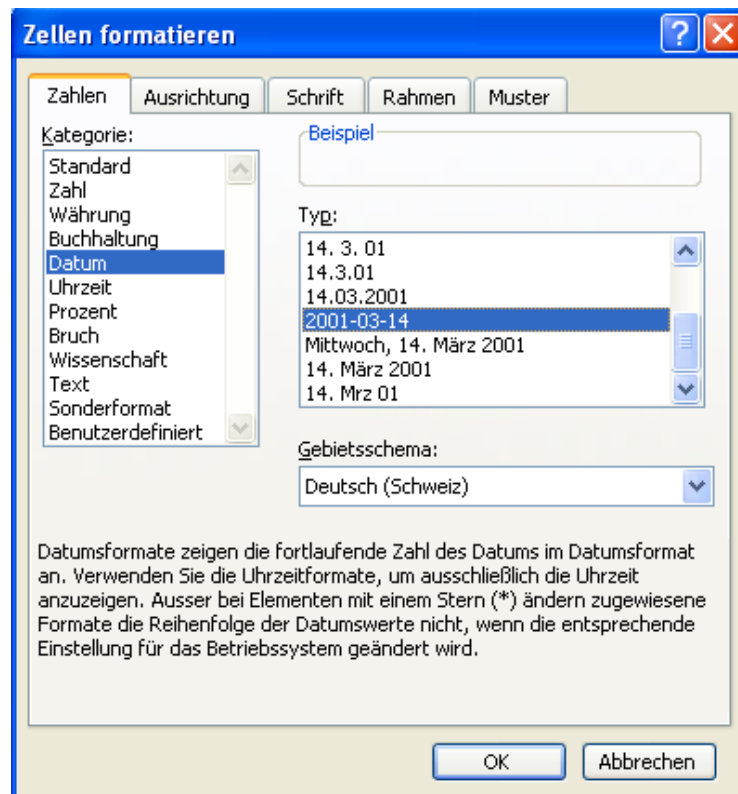 Zellen formatieren
Zahlen Ausrichtung Schrift Rahmen Muster
Kategorie:
Standard
Zahl
Währung
Buchhaltung
Datum
Uhrzeit
Prozent
Bruch
Wissenschaft
Text
Sonderformat
Benutzerdefiniert
Beispiel
Typ:
14. 3. 01
14.3.01
14.03.2001
2001-03-14
Mittwoch, 14. März 2001
14. März 2001
14. Mrz 01
Gebietsschema:
Deutsch (Schweiz)
Datumsformate zeigen die fortlaufende Zahl des Datums im Datumsformat
an. Verwenden Sie die Uhrzeitformate, um ausschließlich die Uhrzeit
anzuzeigen. Ausser bei Elementen mit einem Stern (*) ändern zugewiesene
Formate die Reihenfolge der Datumswerte nicht, wenn die entsprechende
Einstellung für das Betriebssystem geändert wird.
OK Abbrechen